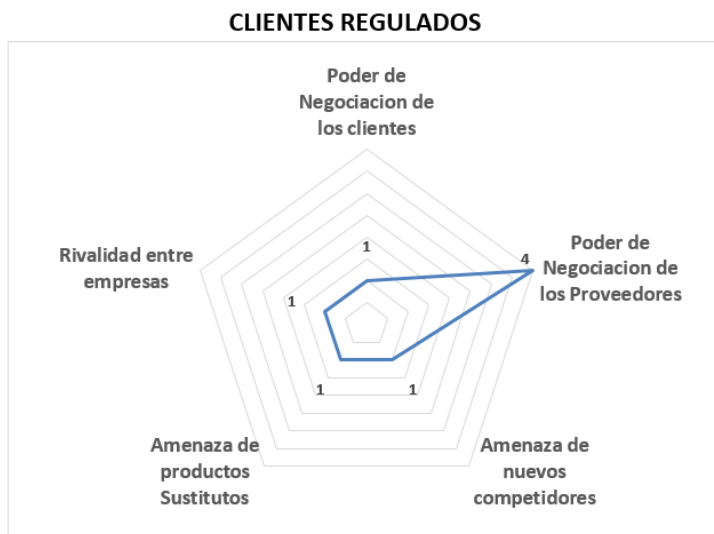 CLIENTES REGULADOS
Poder de
Negociacion de
los clientes
1
4
Poder de
Negociacion de
los Proveedores
Rivalidad entre
empresas
1
1
1
Amenaza de
productos
Sustitutos
Amenaza de
nuevos
competidores